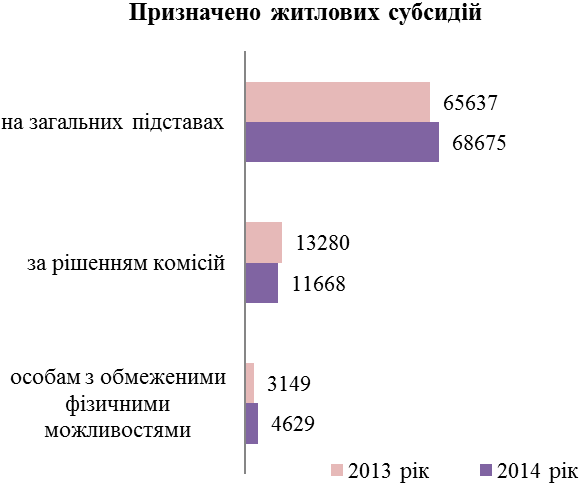 Призначено житлових субсидій
на загальних підставах
65637
68675
за рішенням комісій
13280
11668
особам з обмеженими
фізичними
можливостями
3149
4629
2013 рік
2014 рік